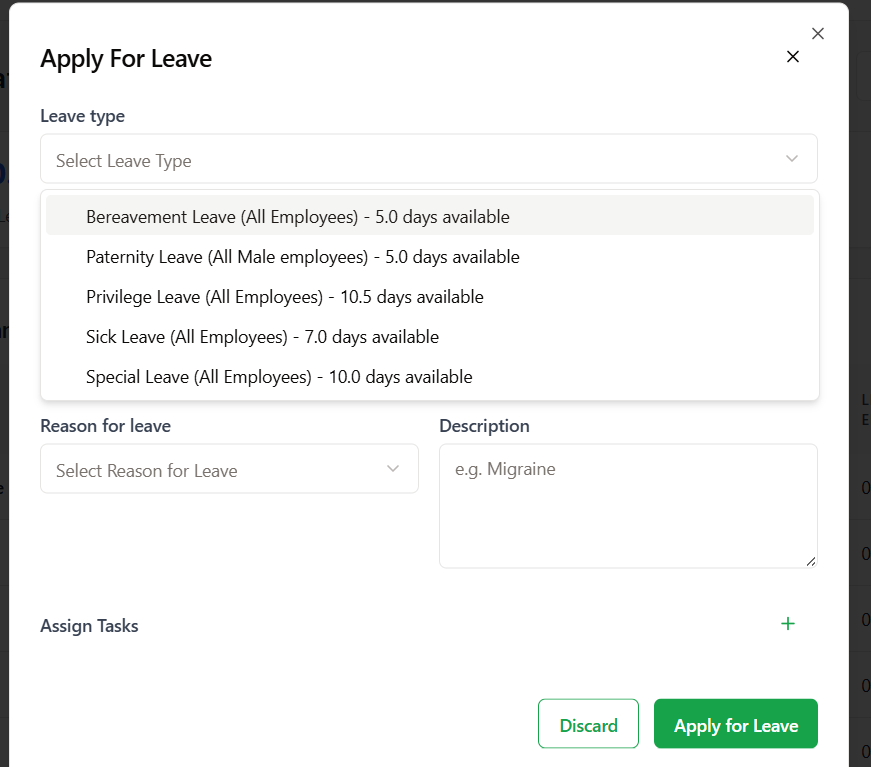 Apply For Leave
Leave type
Select Leave Type
Bereavement Leave (All Employees) - 5.0 days available
Paternity Leave (All Male employees) - 5.0 days available
Privilege Leave (All Employees) - 10.5 days available
Sick Leave (All Employees) - 7.0 days available
Special Leave (All Employees) - 10.0 days available
Reason for leave
Description
Select Reason for Leave
e.g. Migraine
Assign Tasks
Discard
Apply for Leave